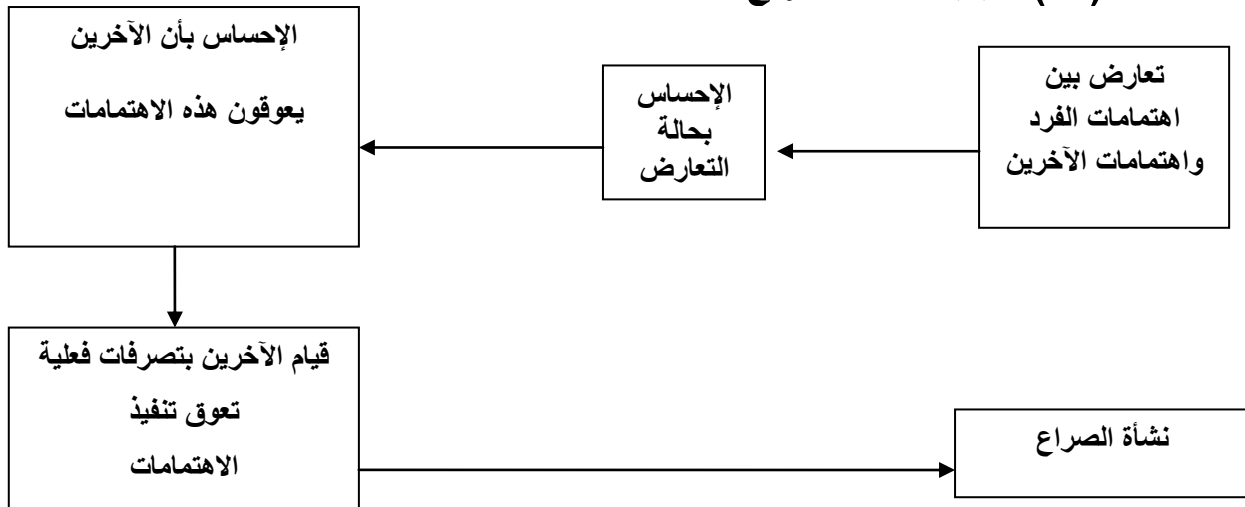 تعارض بين
اهتمامات الفرد
واهتمامات الآخرين
الإحساس
بحالة
التعارض
الإحساس بأن الآخرين
يعوقون هذه الاهتمامات
قيام الآخرين بتصرفات فعلية
تعوق تنفيذ
الاهتمامات
نشأة الصراع